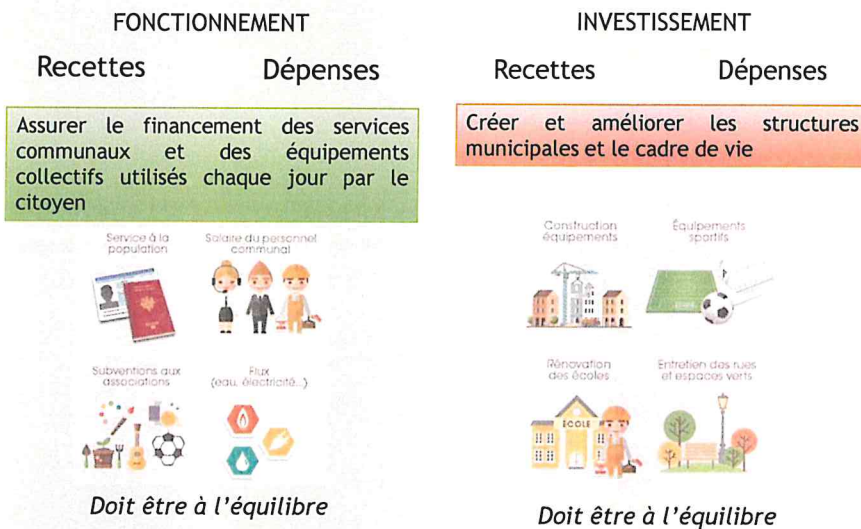 FONCTIONNEMENT
Recettes Dépenses
Assurer le financement des services
communaux et des équipements
collectifs utilisés chaque jour par le
citoyen
Service à la
population
Salaire du personnel
communal
Subventions aux
associations
Flux
(eau, électricité...)
Doit être à l'équilibre
INVESTISSEMENT
Recettes Dépenses
Créer et améliorer les structures
municipales et le cadre de vie
Construction
équipements
Équipements
sportifs
Rénovation
des écoles
Entretien des rues
et espaces verts
ÉCOLE
Doit être à l'équilibre